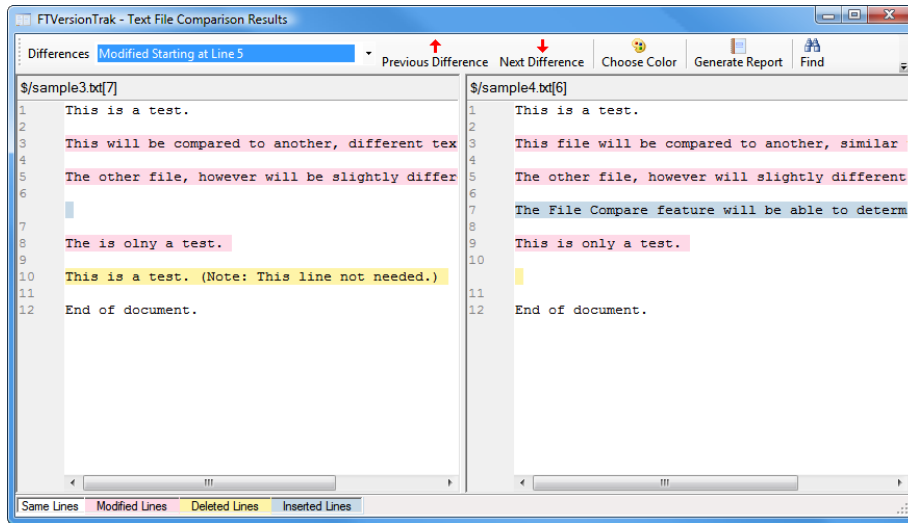 FTVersionTrak - Text File Comparison Results
Differences Modified Starting at Line 5 Previous Difference Next Difference Choose Color Generate Report Find
$/sample3.txt[7]
1 This is a test.
2
3 This will be compared to another, different tex
4
5 The other file, however will be slightly differ
6
7
8 The is olny a test.
9
10 This is a test. (Note: This line not needed.)
11
12 End of document.
$/sample4.txt[6]
1 This is a test.
2
3 This file will be compared to another, similar
4
5 The other file, however will slightly different
6
7 The File Compare feature will be able to determ
8
9 This is only a test.
10
11
12 End of document.
Same Lines Modified Lines Deleted Lines Inserted Lines